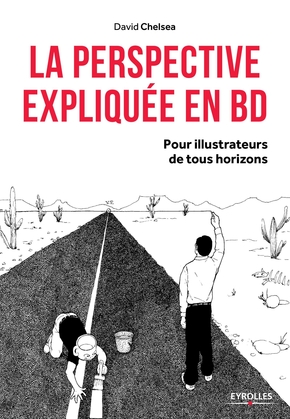 David Chelsea
LA PERSPECTIVE
EXPLIQUÉE EN BD
Pour illustrateurs
de tous horizons
EYROLLES